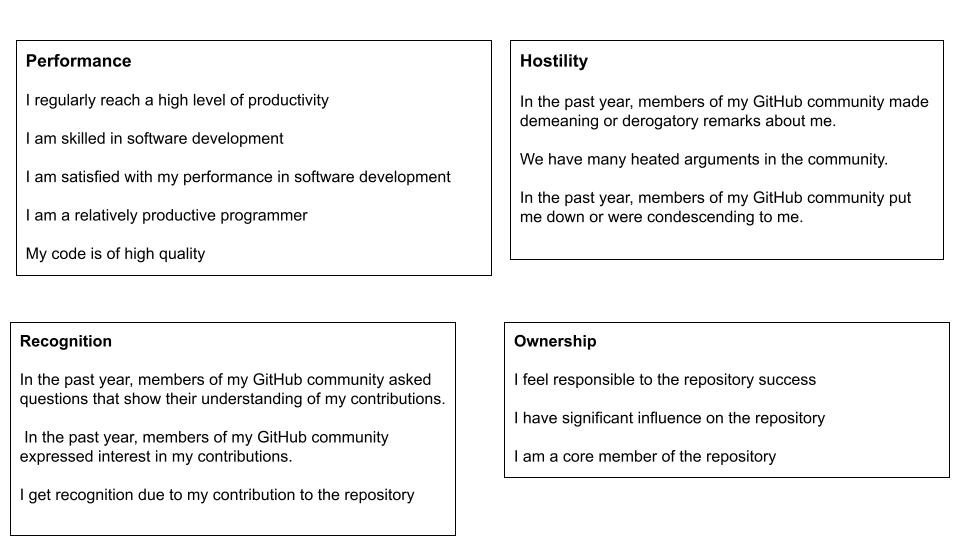 Performance
I regularly reach a high level of productivity
I am skilled in software development
I am satisfied with my performance in software development
I am a relatively productive programmer
My code is of high quality
Hostility
In the past year, members of my GitHub community made
demeaning or derogatory remarks about me.
We have many heated arguments in the community.
In the past year, members of my GitHub community put
me down or were condescending to me.
Recognition
In the past year, members of my GitHub community asked
questions that show their understanding of my contributions.
In the past year, members of my GitHub community
expressed interest in my contributions.
I get recognition due to my contribution to the repository
Ownership
I feel responsible to the repository success
I have significant influence on the repository
I am a core member of the repository